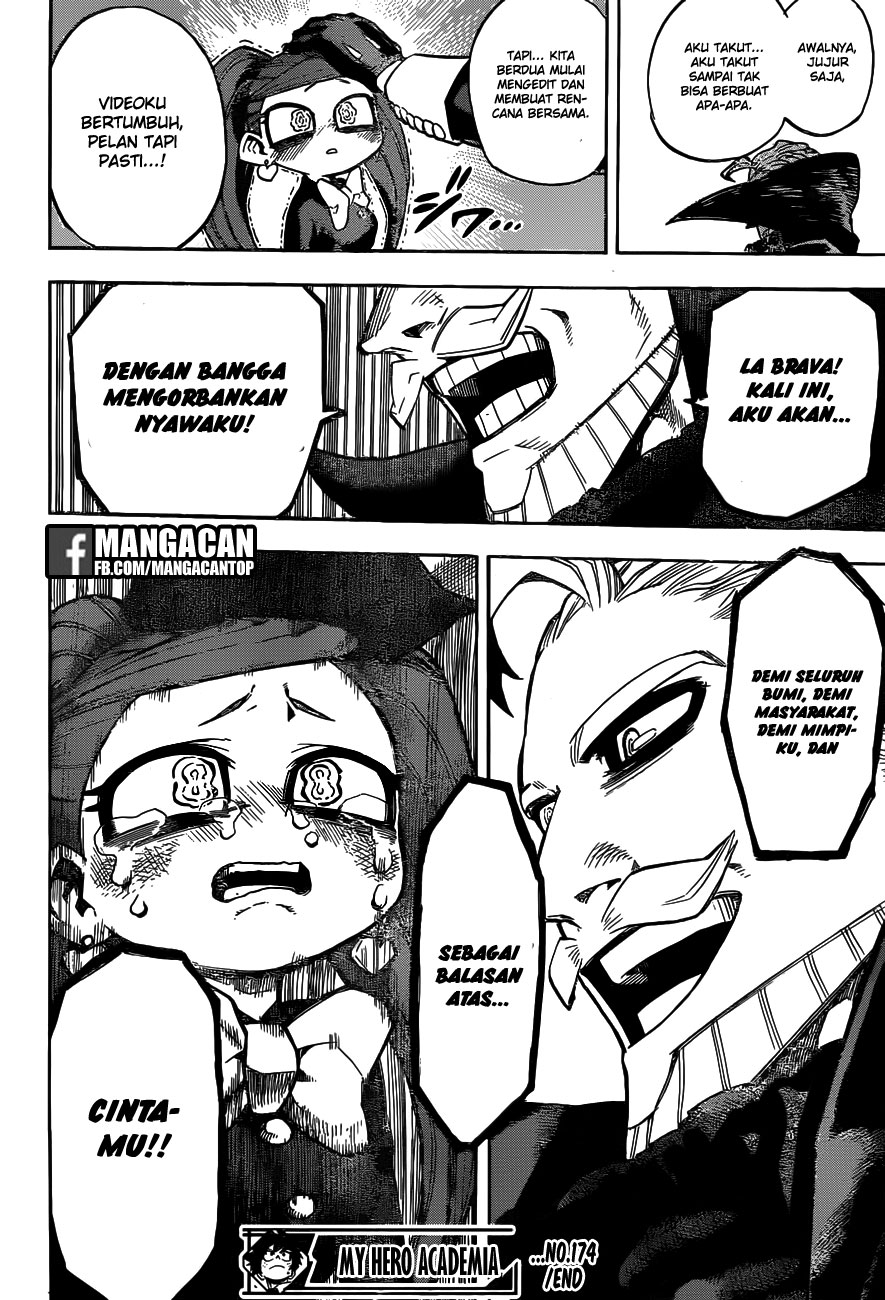 AWALNYA,
JUJUR
SAJA,
AKU TAKUT...
AKU TAKUT
SAMPAI TAK
BISA BERBUAT
APA-APA.
TAPI... KITA
BERDUA MULAI
MENGEDIT DAN
MEMBUAT REN-
CANA BERSAMA.
VIDEOKU
BERTUMBUH,
PELAN TAPI
PASTI...!
ジワ...
LA BRAVA!
KALI INI,
AKU AKAN...
DENGAN BANGGA
MENGORBANKAN
NYAWAKU!
f MANGACAN
FB.COM/MANGACANTOP
DEMI SELURUH
BUMI, DEMI
MASYARAKAT,
DEMI MIMPI-
KU, DAN
SEBAGAI
BALASAN
ATAS...
CINTA-
MU!!
MY HERO ACADEMIA
...NO.174
/END